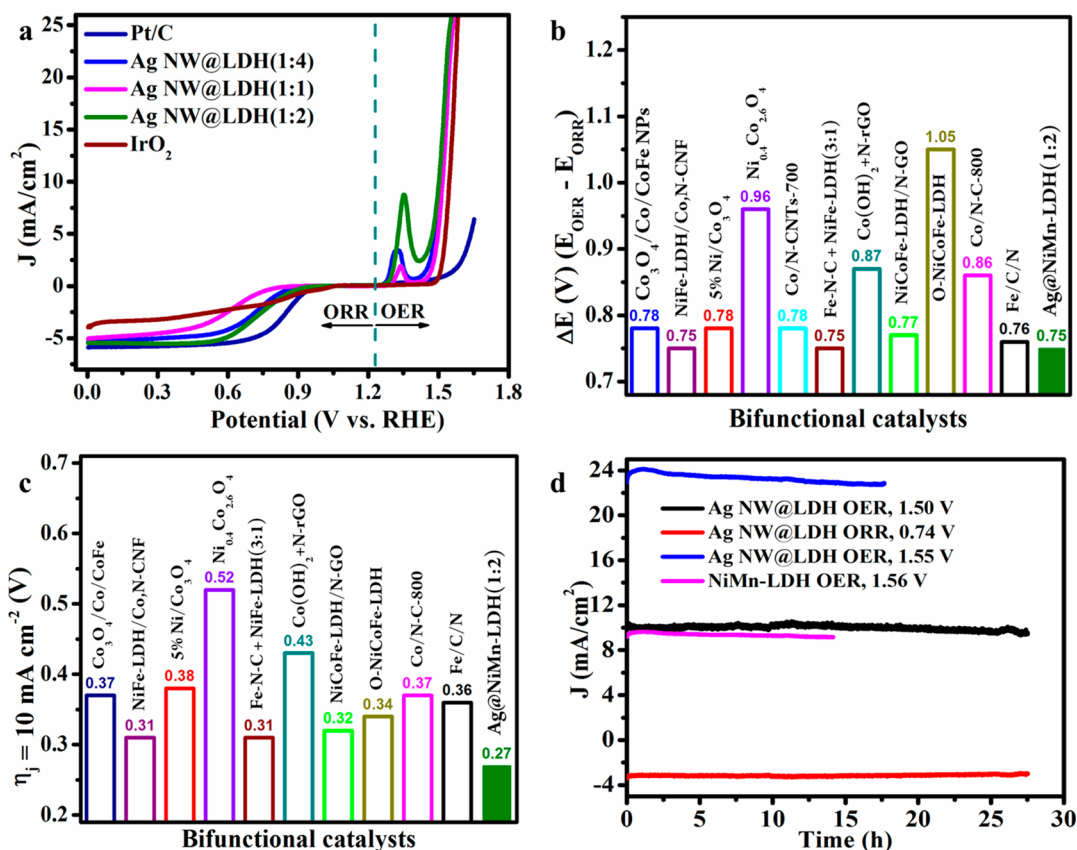 a
25
20
15
10
5
0
−5
J (mA/cm²)
Pt/C
Ag NW@LDH(1:4)
Ag NW@LDH(1:1)
Ag NW@LDH(1:2)
IrO₂
ORR
OER
0.0 0.3 0.6 0.9 1.2 1.5 1.8
Potential (V vs. RHE)
b
1.2
1.1
1.0
0.9
0.8
0.7
ΔE (V) (E_OER - E_ORR)
Co₃O₄/Co/CoFe NPs
NiFe-LDH/Co,N-CNF
5% Ni/Co₃O₄
Ni₀.₄Co₂.₆O₄
Co/N-CNTs-700
Fe-N-C + NiFe-LDH(3:1)
Co(OH)₂+N-rGO
NiCoFe-LDH/N-GO
O-NiCoFe-LDH
Co/N-C-800
Fe/C/N
Ag@NiMn-LDH(1:2)
0.78 0.75 0.78 0.96 0.78 0.75 0.87 0.77 1.05 0.86 0.76 0.75
Bifunctional catalysts
c
0.7
0.6
0.5
0.4
0.3
0.2
η_j = 10 mA cm⁻² (V)
Co₃O₄/Co/CoFe
NiFe-LDH/Co,N-CNF
5% Ni/Co₃O₄
Ni₀.₄Co₂.₆O₄
Fe-N-C + NiFe-LDH(3:1)
Co(OH)₂+N-rGO
NiCoFe-LDH/N-GO
O-NiCoFe-LDH
Co/N-C-800
Fe/C/N
Ag@NiMn-LDH(1:2)
0.37 0.31 0.38 0.52 0.31 0.43 0.32 0.34 0.37 0.36 0.27
Bifunctional catalysts
d
24
20
16
12
8
4
0
−4
J (mA/cm²)
Ag NW@LDH OER, 1.50 V
Ag NW@LDH ORR, 0.74 V
Ag NW@LDH OER, 1.55 V
NiMn-LDH OER, 1.56 V
0 5 10 15 20 25 30
Time (h)